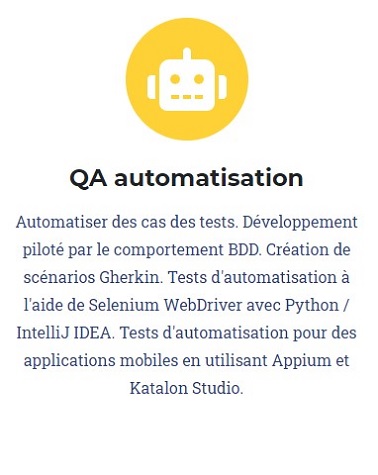 QA automatisation
Automatiser des cas des tests. Développement
piloté par le comportement BDD. Création de
scénarios Gherkin. Tests d'automatisation à
l'aide de Selenium WebDriver avec Python /
IntelliJ IDEA. Tests d'automatisation pour des
applications mobiles en utilisant Appium et
Katalon Studio.